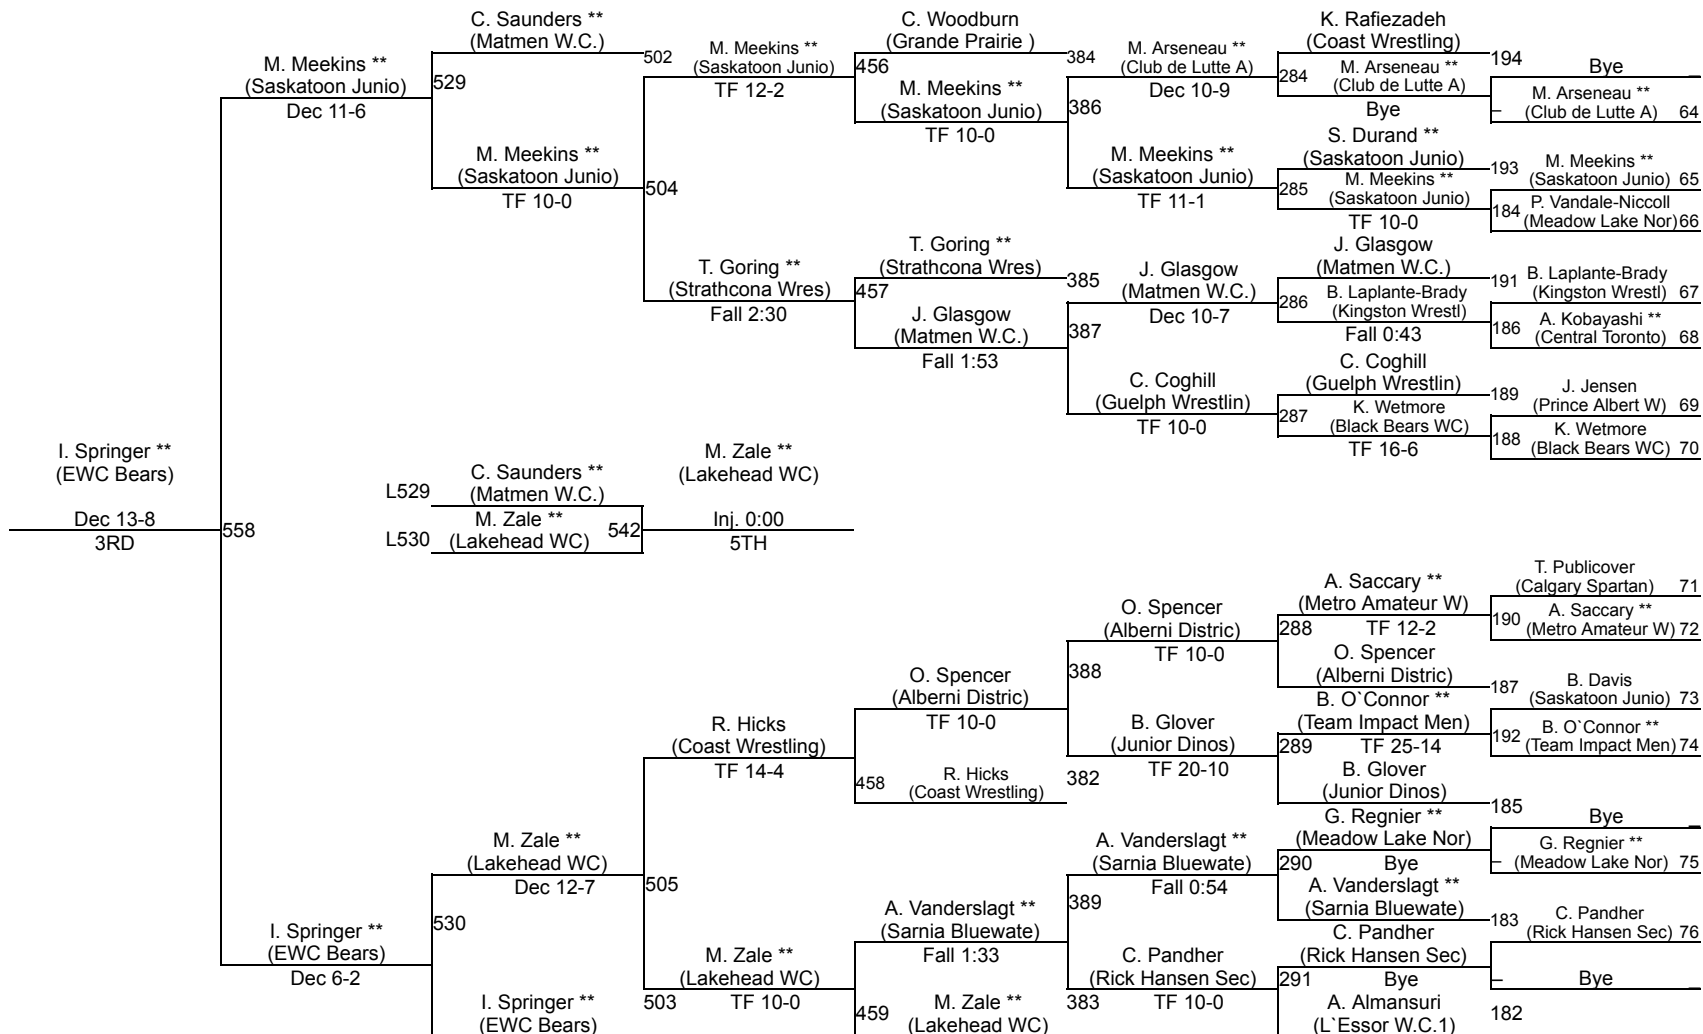 C. Saunders **
(Matmen W.C.)
502
C. Woodburn
(Grande Prairie )
384
K. Rafiezadeh
(Coast Wrestling)
194
M. Meekins **
(Saskatoon Junio)
Dec 11-6
529
M. Meekins **
(Saskatoon Junio)
TF 12-2
456
M. Meekins **
(Saskatoon Junio)
TF 10-0
M. Arseneau **
(Club de Lutte A)
Dec 10-9
386
284
M. Arseneau **
(Club de Lutte A)
Bye
Bye
M. Arseneau **
(Club de Lutte A) 64
M. Meekins **
(Saskatoon Junio)
TF 10-0
504
M. Meekins **
(Saskatoon Junio)
TF 11-1
S. Durand **
(Saskatoon Junio)
193
285
M. Meekins **
(Saskatoon Junio)
TF 10-0
M. Meekins **
(Saskatoon Junio) 65
184
P. Vandale-Niccoll
(Meadow Lake Nor) 66
T. Goring **
(Strathcona Wres)
Fall 2:30
T. Goring **
(Strathcona Wres)
385
457
J. Glasgow
(Matmen W.C.)
Fall 1:53
J. Glasgow
(Matmen W.C.)
Dec 10-7
387
J. Glasgow
(Matmen W.C.)
191
286
B. Laplante-Brady
(Kingston Wrestl)
Fall 0:43
B. Laplante-Brady
(Kingston Wrestl) 67
186
A. Kobayashi **
(Central Toronto) 68
C. Coghill
(Guelph Wrestlin)
TF 10-0
C. Coghill
(Guelph Wrestlin)
189
287
K. Wetmore
(Black Bears WC)
TF 16-6
J. Jensen
(Prince Albert W) 69
188
K. Wetmore
(Black Bears WC) 70
I. Springer **
(EWC Bears)
Dec 13-8
3RD
558
L529
C. Saunders **
(Matmen W.C.)
L530
M. Zale **
(Lakehead WC)
542
M. Zale **
(Lakehead WC)
Inj. 0:00
5TH
T. Publicover
(Calgary Spartan) 71
190
A. Saccary **
(Metro Amateur W) 72
A. Saccary **
(Metro Amateur W)
TF 12-2
288
O. Spencer
(Alberni Distric)
187
O. Spencer
(Alberni Distric)
TF 10-0
388
O. Spencer
(Alberni Distric)
TF 10-0
B. Davis
(Saskatoon Junio) 73
192
B. O`Connor **
(Team Impact Men) 74
B. O`Connor **
(Team Impact Men)
TF 25-14
289
B. Glover
(Junior Dinos)
185
B. Glover
(Junior Dinos)
TF 20-10
R. Hicks
(Coast Wrestling)
TF 14-4
458
R. Hicks
(Coast Wrestling)
382
M. Zale **
(Lakehead WC)
Dec 12-7
505
A. Vanderslagt **
(Sarnia Bluewate)
Fall 0:54
G. Regnier **
(Meadow Lake Nor)
Bye
290
A. Vanderslagt **
(Sarnia Bluewate)
183
Bye
G. Regnier **
(Meadow Lake Nor) 75
I. Springer **
(EWC Bears)
Dec 6-2
530
A. Vanderslagt **
(Sarnia Bluewate)
Fall 1:33
389
C. Pandher
(Rick Hansen Sec)
TF 10-0
C. Pandher
(Rick Hansen Sec)
Bye
291
C. Pandher
(Rick Hansen Sec) 76
Bye
M. Zale **
(Lakehead WC)
TF 10-0
I. Springer **
(EWC Bears)
503
459
M. Zale **
(Lakehead WC)
383
A. Almansuri
(L`Essor W.C.1)
182